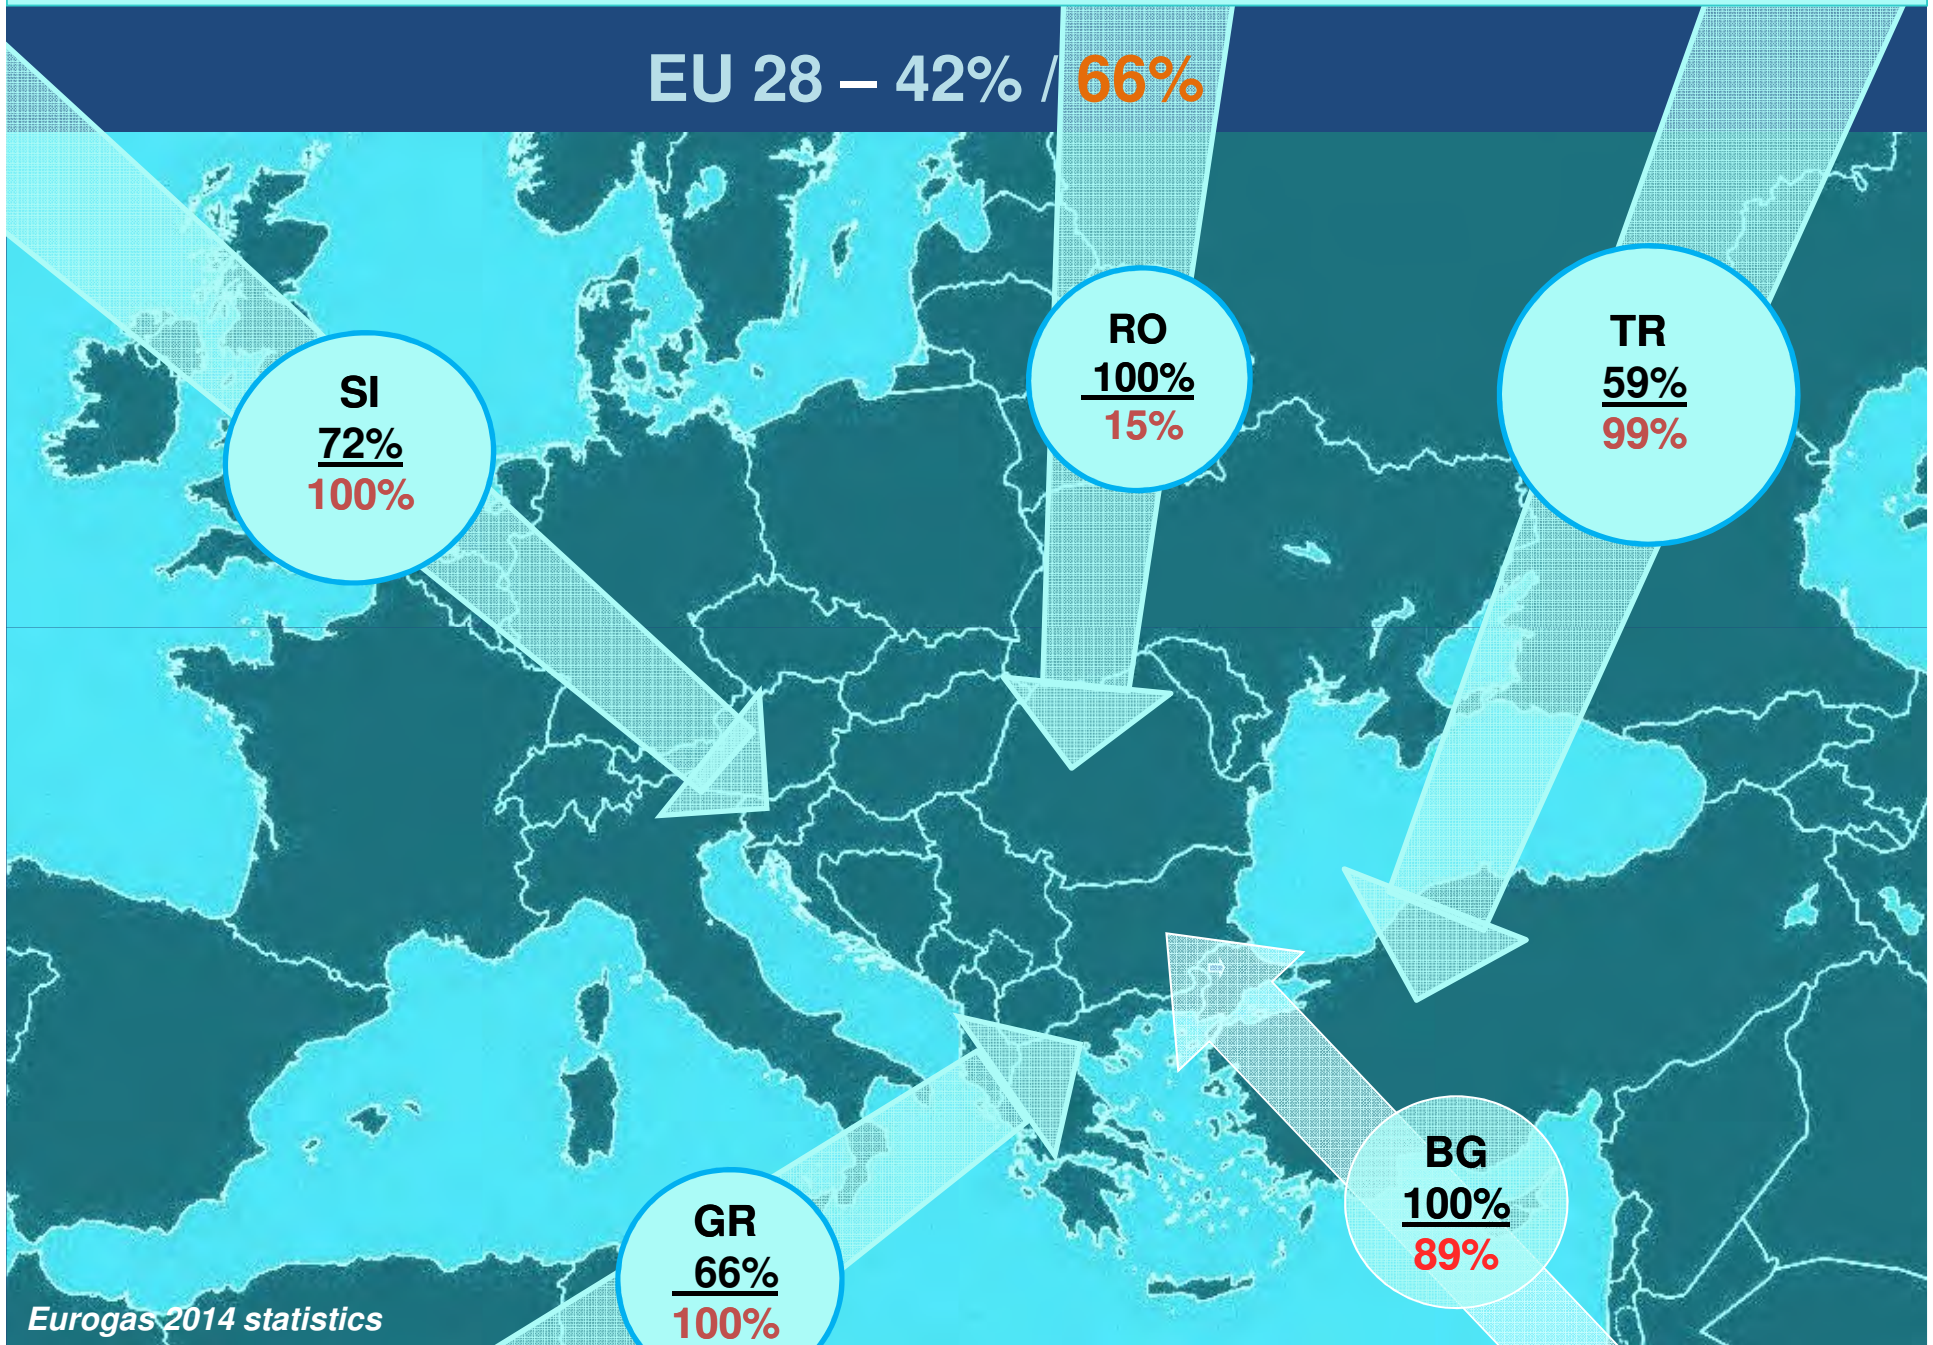 EU 28 – 42% / 66%
SI
72%
100%
RO
100%
15%
TR
59%
99%
BG
100%
89%
GR
66%
100%
Eurogas 2014 statistics